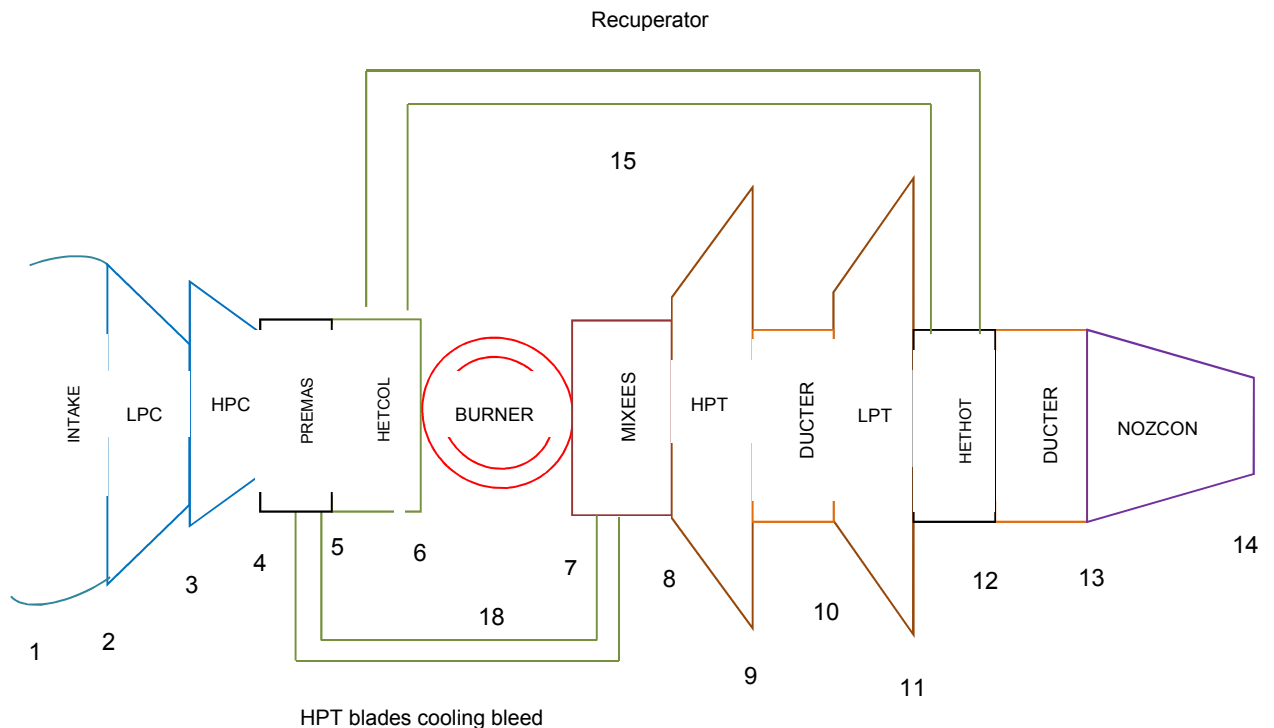 Recuperator
15
INTAKE
LPC
HPC
PREMAS
HETCOL
BURNER
MIXEES
HPT
DUCTER
LPT
HETHOT
DUCTER
NOZCON
1
2
3
4
5
6
7
8
9
10
11
12
13
14
18
HPT blades cooling bleed